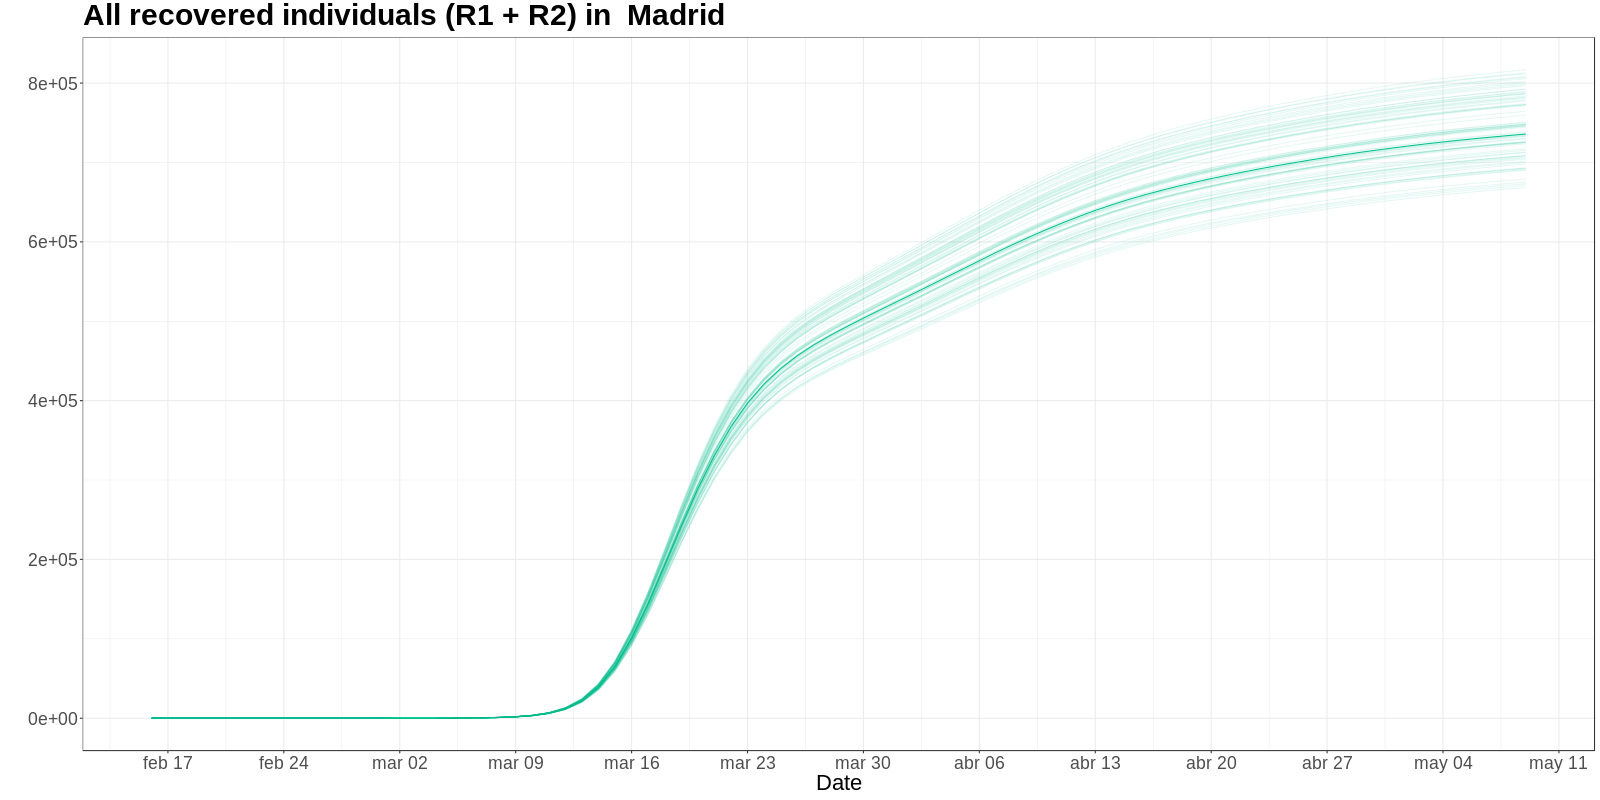 All recovered individuals (R1 + R2) in  Madrid
8e+05
6e+05
4e+05
2e+05
0e+00
feb 17 feb 24 mar 02 mar 09 mar 16 mar 23 mar 30 abr 06 abr 13 abr 20 abr 27 may 04 may 11
Date